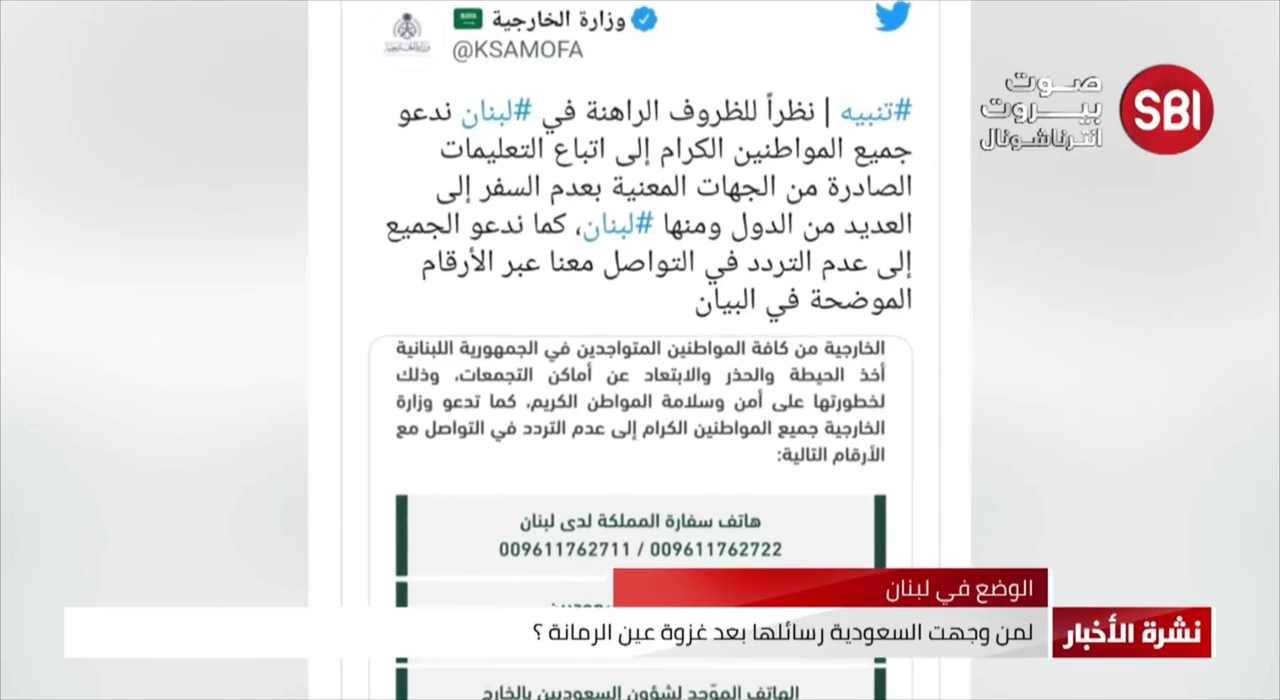 وزارة الخارجية
@KSAMOFA
صوت
بيروت
انترناشونال
SBI
#تنبيه | نظراً للظروف الراهنة في #لبنان ندعو
جميع المواطنين الكرام إلى اتباع التعليمات
الصادرة من الجهات المعنية بعدم السفر إلى
العديد من الدول ومنها #لبنان، كما ندعو الجميع
إلى عدم التردد في التواصل معنا عبر الأرقام
الموضحة في البيان
الخارجية من كافة المواطنين المتواجدين في الجمهورية اللبنانية
أخذ الحيطة والحذر والابتعاد عن أماكن التجمعات، وذلك
لخطورتها على أمن وسلامة المواطن الكريم، كما تدعو وزارة
الخارجية جميع المواطنين الكرام إلى عدم التردد في التواصل مع
الأرقام التالية:
هاتف سفارة المملكة لدى لبنان
009611762711 / 009611762722
الوضع في لبنان
نشرة الأخبار
لمن وجهت السعودية رسائلها بعد غزوة عين الرمانة ؟
الهاتف الموّحد لشؤون السعوديين بالخارج